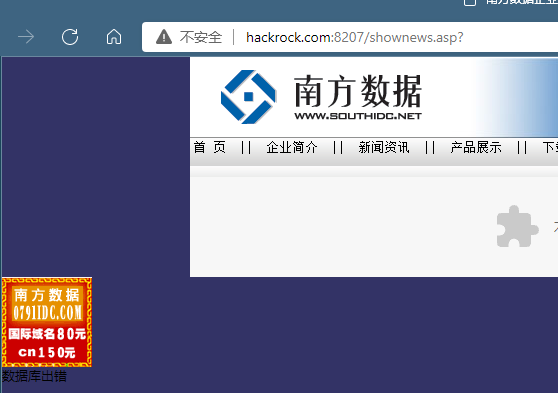 南方数据企业
不安全 hackrock.com:8207/shownews.asp?
南方数据
WWW.SOUTHIDC.NET
首 页 || 企业简介 || 新闻资讯 || 产品展示 || 下
南方数据
0791IDC.COM
国际域名80元
cn150元
数据库出错